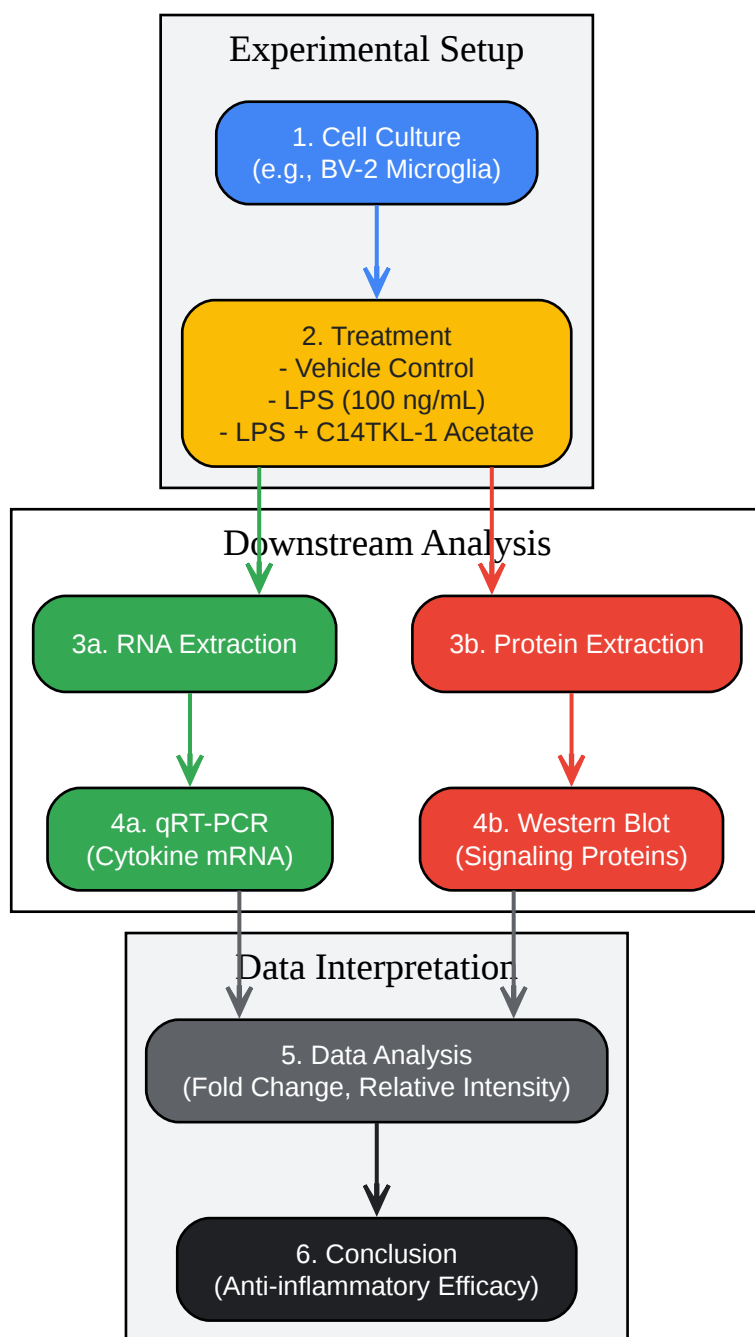 Experimental Setup
1. Cell Culture
(e.g., BV-2 Microglia)
2. Treatment
- Vehicle Control
- LPS (100 ng/mL)
- LPS + C14TKL-1 Acetate
Downstream Analysis
3a. RNA Extraction
3b. Protein Extraction
4a. qRT-PCR
(Cytokine mRNA)
4b. Western Blot
(Signaling Proteins)
Data Interpretation
5. Data Analysis
(Fold Change, Relative Intensity)
6. Conclusion
(Anti-inflammatory Efficacy)